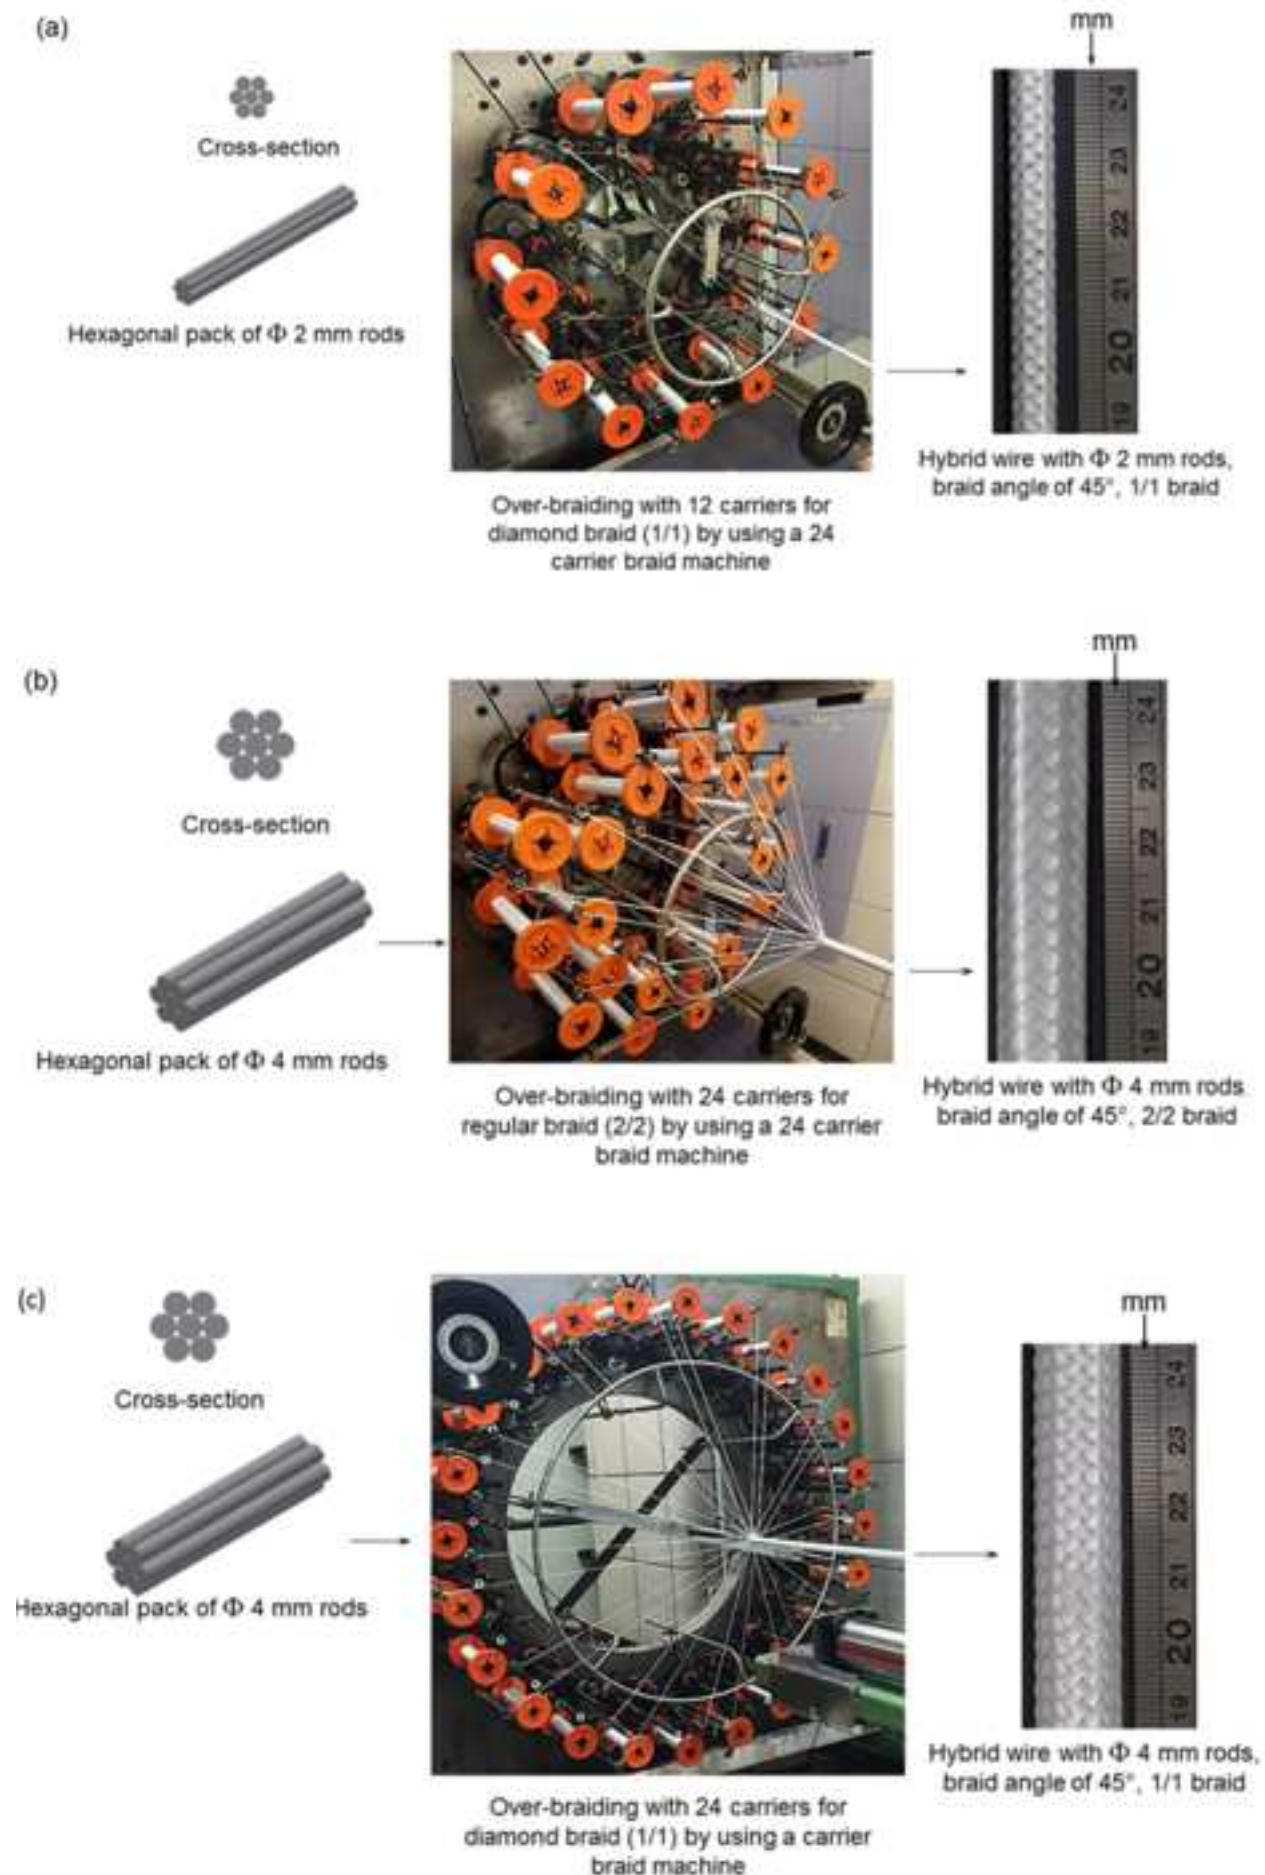 (a)
mm
Cross-section
Hexagonal pack of Φ 2 mm rods
24
23
22
21
20
19
Over-braiding with 12 carriers for
diamond braid (1/1) by using a 24
carrier braid machine
Hybrid wire with Φ 2 mm rods,
braid angle of 45°, 1/1 braid
(b)
mm
Cross-section
Hexagonal pack of Φ 4 mm rods
24
23
22
21
20
19
Over-braiding with 24 carriers for
regular braid (2/2) by using a 24 carrier
braid machine
Hybrid wire with Φ 4 mm rods
braid angle of 45°, 2/2 braid
(c)
mm
Cross-section
Hexagonal pack of Φ 4 mm rods
24
23
22
21
20
19
Over-braiding with 24 carriers for
diamond braid (1/1) by using a carrier
braid machine
Hybrid wire with Φ 4 mm rods,
braid angle of 45°, 1/1 braid